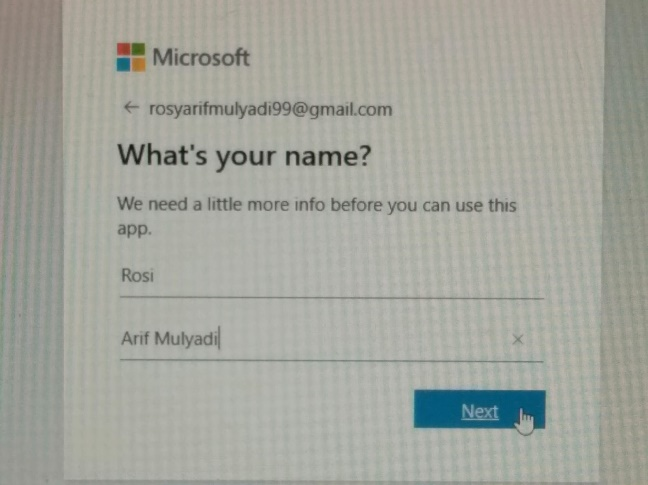 Microsoft
← rosyarifmulyadi99@gmail.com
What's your name?
We need a little more info before you can use this
app.
Rosi
Arif Mulyadi
Next